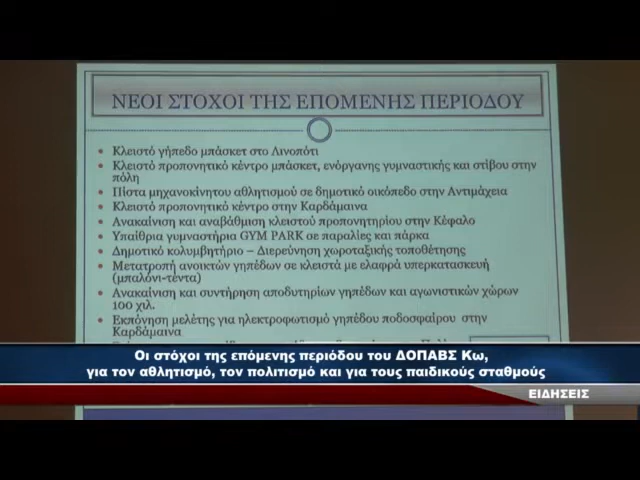 ΝΕΟΙ ΣΤΟΧΟΙ ΤΗΣ ΕΠΟΜΕΝΗΣ ΠΕΡΙΟΔΟΥ
• Κλειστό γήπεδο μπάσκετ στο Λινοπότι
• Κλειστό προπονητικό κέντρο μπάσκετ, ενόργανης γυμναστικής και στίβου στην
πόλη
• Πίστα μηχανοκίνητου αθλητισμού σε δημοτικό οικόπεδο στην Αντιμάχεια
• Κλειστό προπονητικό κέντρο στη Καρδάμαινα
• Ανακαίνιση και αναβάθμιση κλειστού προπονητηρίου στην Κέφαλο
• Υπαίθρια γυμναστήρια GYM PARK σε παραλίες και πάρκα
• Δημοτικό κολυμβητήριο – Διερεύνηση χωροταξικής τοποθέτησης
• Μετατροπή ανοικτών γηπέδων σε κλειστά με ελαφρά υπερκατασκευή
(μπαλόνι-τέντα)
• Ανακαίνιση και συντήρηση αποδυτηρίων γηπέδων και αγωνιστικών χώρων
100 χιλ.
• Εκπόνηση μελέτης για ηλεκτροφωτισμό γηπέδου ποδοσφαίρου στην
Καρδάμαινα
Οι στόχοι της επόμενης περιόδου του ΔΟΠΑΒΣ Κω,
για τον αθλητισμό, τον πολιτισμό και για τους παιδικούς σταθμούς
ΕΙΔΗΣΕΙΣ